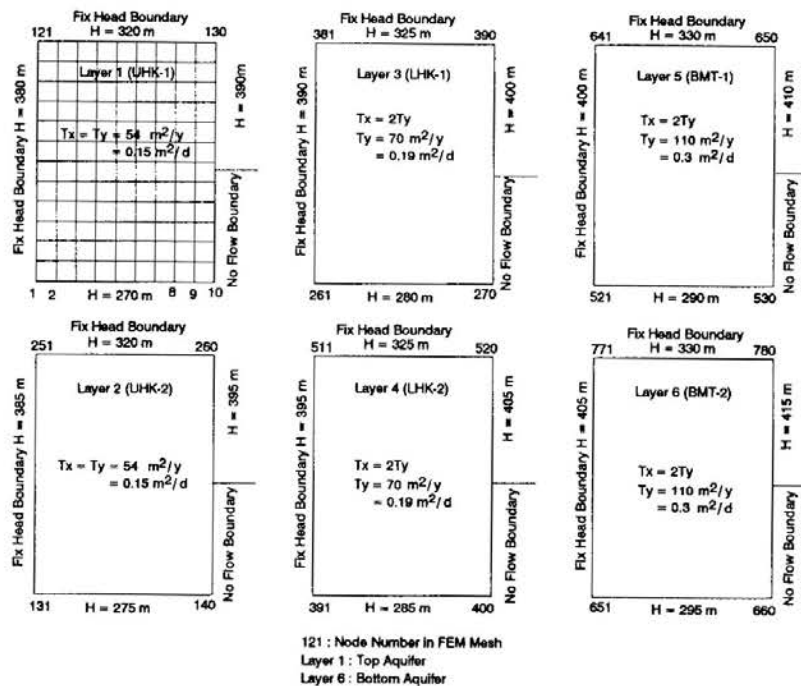 Fix Head Boundary
121 H = 320 m 130
Layer 1 (UHK-1)
Tx = Ty = 54 m²/y
= 0.15 m²/d
Fix Head Boundary H = 380 m
H = 390m
No Flow Boundary
1 2 H = 270 m 8 9 10
Fix Head Boundary
381 H = 325 m 390
Layer 3 (LHK-1)
Tx = 2Ty
Ty = 70 m²/y
= 0.19 m²/d
Fix Head Boundary H = 390 m
H = 400 m
No Flow Boundary
261 H = 280 m 270
Fix Head Boundary
641 H = 330 m 650
Layer 5 (BMT-1)
Tx = 2Ty
Ty = 110 m²/y
= 0.3 m²/d
Fix Head Boundary H = 400 m
H = 410 m
No Flow Boundary
521 H = 290 m 530
Fix Head Boundary
251 H = 320 m 260
Layer 2 (UHK-2)
Tx = Ty = 54 m²/y
= 0.15 m²/d
Fix Head Boundary H = 385 m
H = 395 m
No Flow Boundary
131 H = 275 m 140
Fix Head Boundary
511 H = 325 m 520
Layer 4 (LHK-2)
Tx = 2Ty
Ty = 70 m²/y
= 0.19 m²/d
Fix Head Boundary H = 395 m
H = 405 m
No Flow Boundary
391 H = 285 m 400
Fix Head Boundary
771 H = 330 m 780
Layer 6 (BMT-2)
Tx = 2Ty
Ty = 110 m²/y
= 0.3 m²/d
Fix Head Boundary H = 405 m
H = 415 m
No Flow Boundary
651 H = 295 m 660
121 : Node Number in FEM Mesh
Layer 1 : Top Aquifer
Layer 6 : Bottom Aquifer